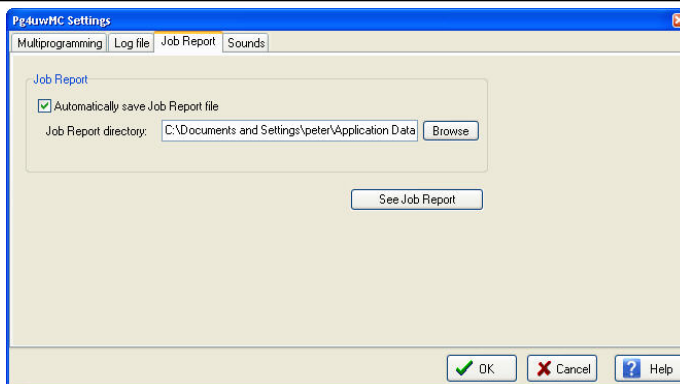 Pg4uwMC Settings
Multiprogramming Log file Job Report Sounds
Job Report
Automatically save Job Report file
Job Report directory: C:\Documents and Settings\peter\Application Data Browse
See Job Report
OK Cancel Help